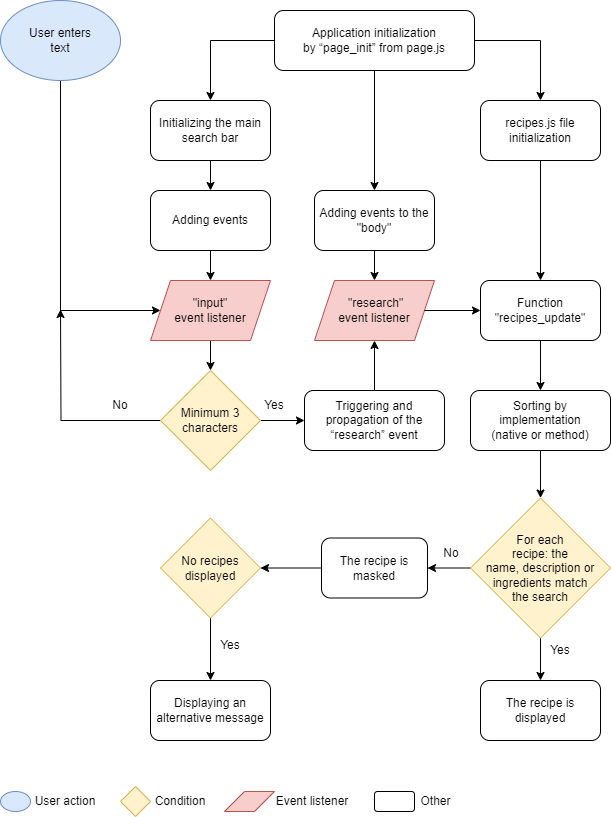 User enters
text
Application initialization
by “page_init” from page.js
Initializing the main
search bar
recipes.js file
initialization
Adding events
Adding events to the
"body"
"input"
event listener
"research"
event listener
Function
"recipes_update"
Minimum 3
characters
No
Yes
Triggering and
propagation of the
“research” event
Sorting by
implementation
(native or method)
For each
recipe: the
name, description or
ingredients match
the search
No
Yes
The recipe is
masked
No recipes
displayed
Yes
Displaying an
alternative message
The recipe is
displayed
User action
Condition
Event listener
Other